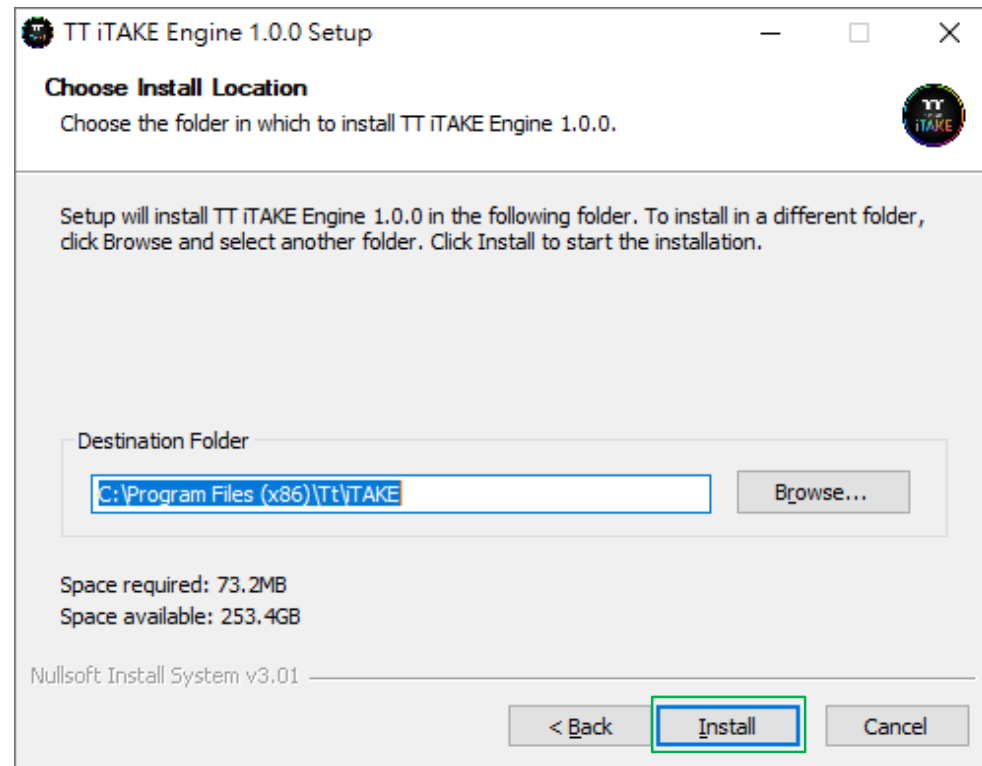 TT iTAKE Engine 1.0.0 Setup
Choose Install Location
Choose the folder in which to install TT iTAKE Engine 1.0.0.
TT
iTAKE
Setup will install TT iTAKE Engine 1.0.0 in the following folder. To install in a different folder,
click Browse and select another folder. Click Install to start the installation.
Destination Folder
C:\Program Files (x86)\Tt\iTAKE
Browse...
Space required: 73.2MB
Space available: 253.4GB
Nullsoft Install System v3.01
< Back
Install
Cancel